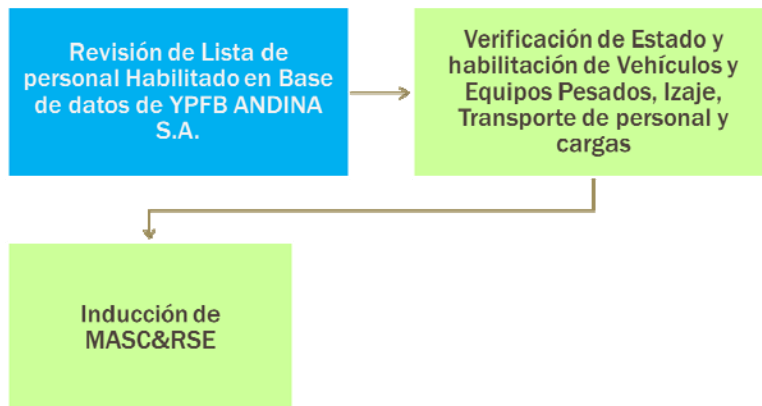 Revisión de Lista de
personal Habilitado en Base
de datos de YPFB ANDINA
S.A.
Verificación de Estado y
habilitación de Vehículos y
Equipos Pesados, Izaje,
Transporte de personal y
cargas
Inducción de
MASC&RSE